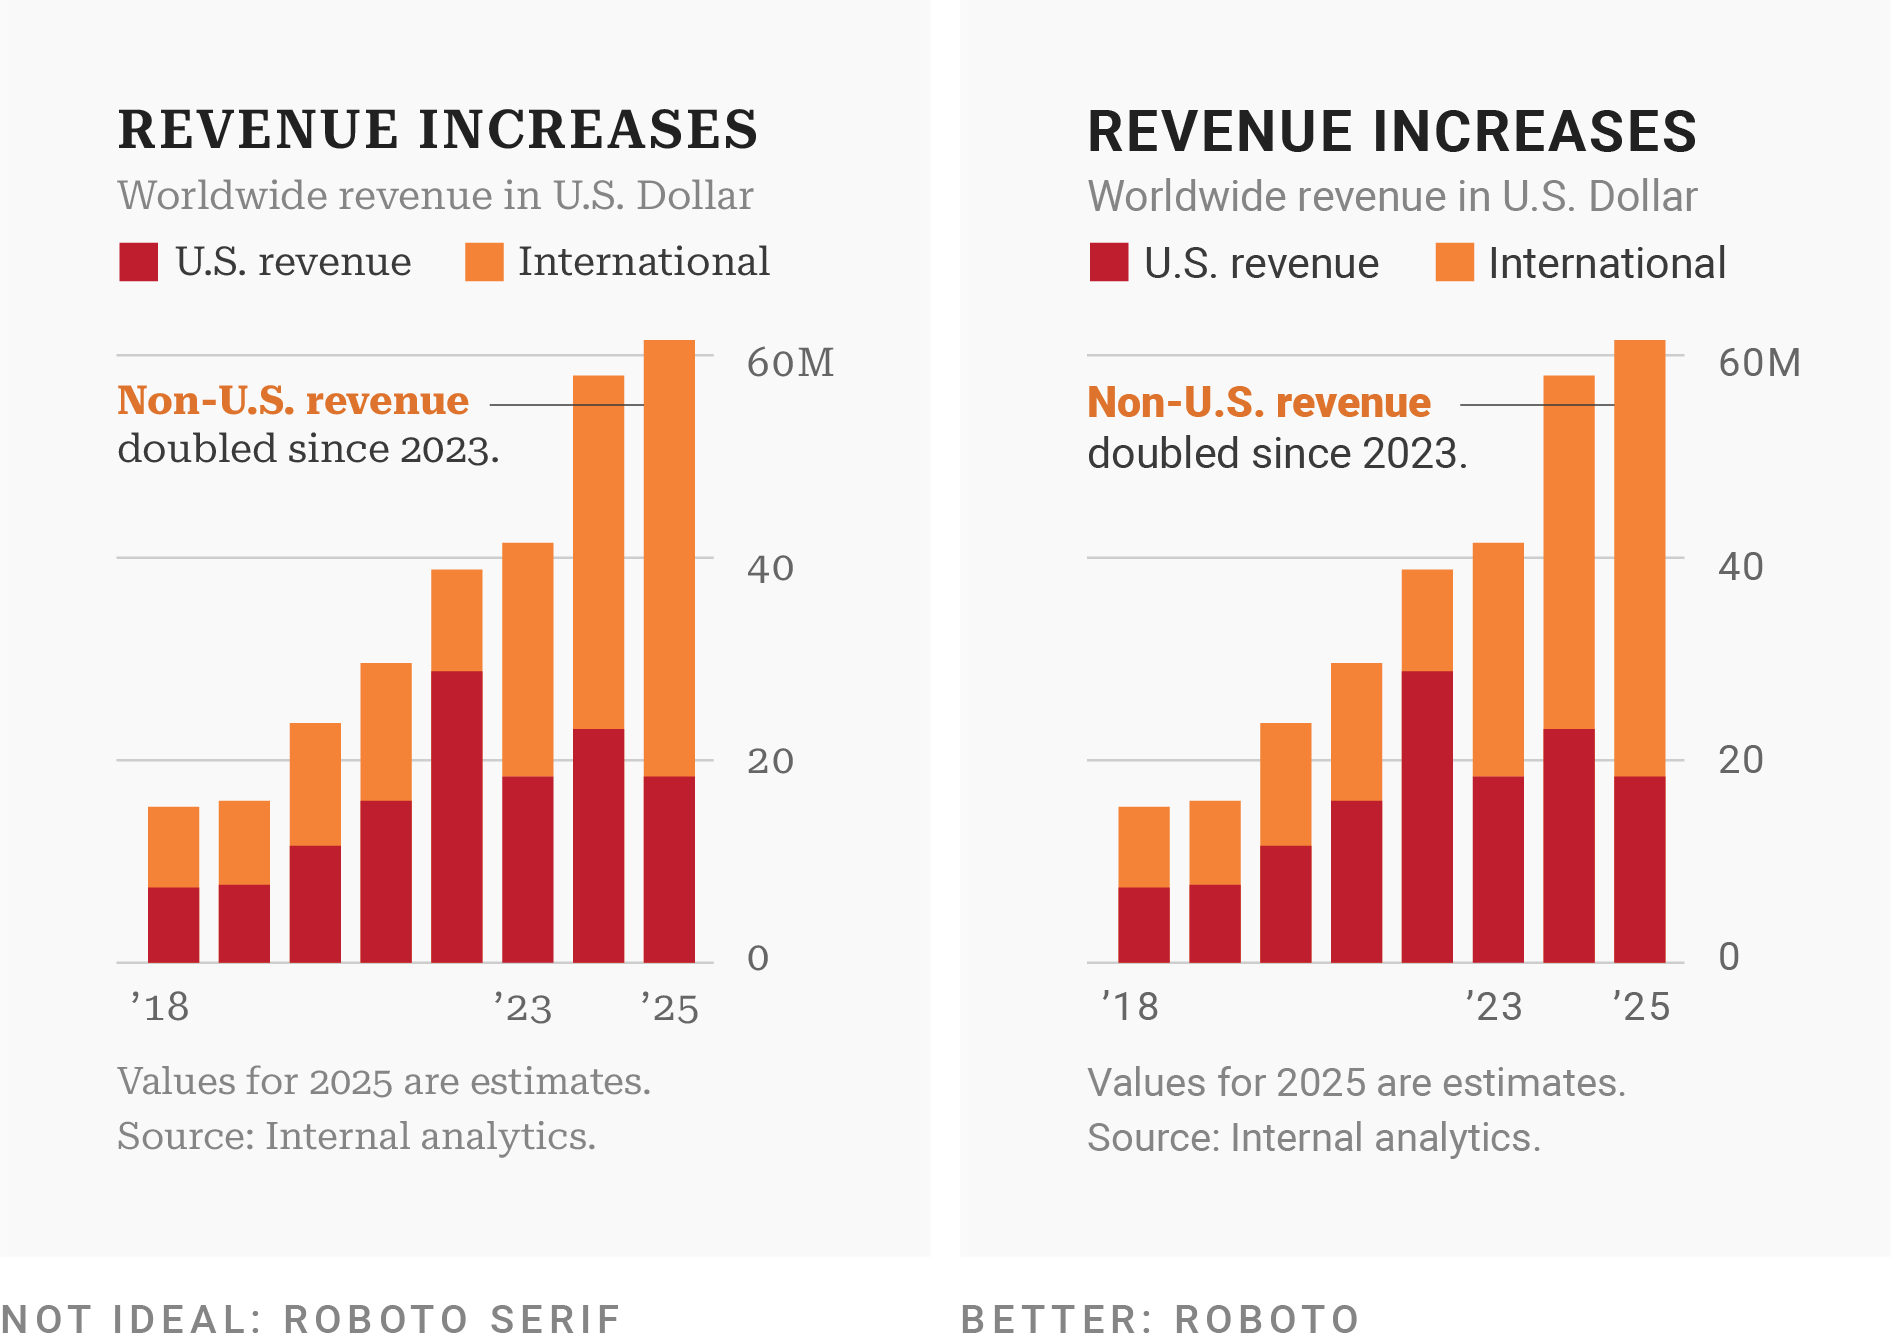 REVENUE INCREASES
Worldwide revenue in U.S. Dollar
U.S. revenue International
60M
Non-U.S. revenue
doubled since 2023.
40
20
0
’18 ’23 ’25
Values for 2025 are estimates.
Source: Internal analytics.
NOT IDEAL: ROBOTO SERIF
REVENUE INCREASES
Worldwide revenue in U.S. Dollar
U.S. revenue International
60M
Non-U.S. revenue
doubled since 2023.
40
20
0
’18 ’23 ’25
Values for 2025 are estimates.
Source: Internal analytics.
BETTER: ROBOTO